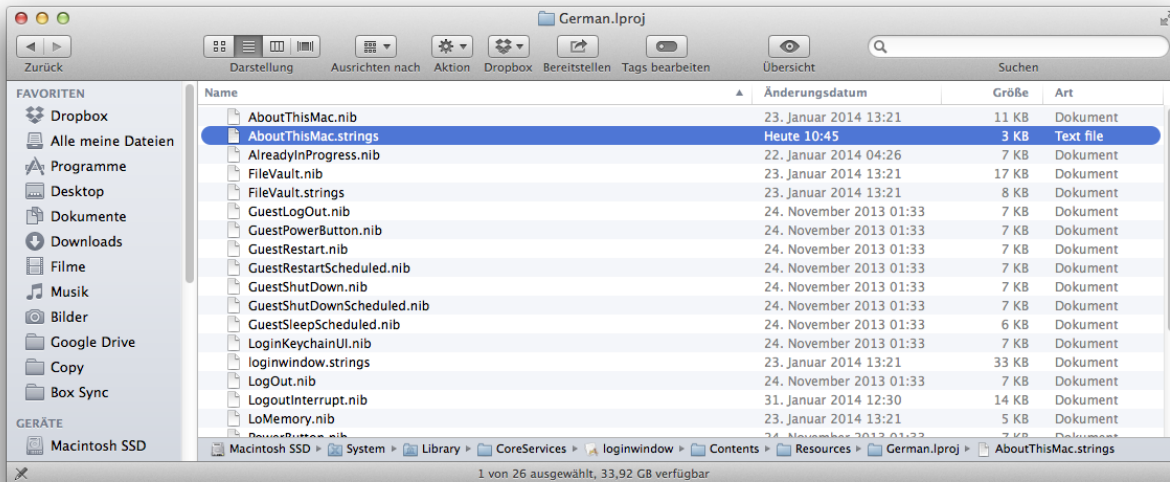 German.lproj
Zurück Darstellung Ausrichten nach Aktion Dropbox Bereitstellen Tags bearbeiten Übersicht Suchen
FAVORITEN
Dropbox
Alle meine Dateien
Programme
Desktop
Dokumente
Downloads
Filme
Musik
Bilder
Google Drive
Copy
Box Sync
GERÄTE
Macintosh SSD
Name Änderungsdatum Größe Art
AboutThisMac.nib 23. Januar 2014 13:21 11 KB Dokument
AboutThisMac.strings Heute 10:45 3 KB Text file
AlreadyInProgress.nib 22. Januar 2014 04:26 7 KB Dokument
FileVault.nib 23. Januar 2014 13:21 17 KB Dokument
FileVault.strings 23. Januar 2014 13:21 8 KB Dokument
GuestLogOut.nib 24. November 2013 01:33 7 KB Dokument
GuestPowerButton.nib 24. November 2013 01:33 7 KB Dokument
GuestRestart.nib 24. November 2013 01:33 7 KB Dokument
GuestRestartScheduled.nib 24. November 2013 01:33 7 KB Dokument
GuestShutDown.nib 24. November 2013 01:33 7 KB Dokument
GuestShutDownScheduled.nib 24. November 2013 01:33 7 KB Dokument
GuestSleepScheduled.nib 24. November 2013 01:33 6 KB Dokument
LoginKeychainUI.nib 24. November 2013 01:33 7 KB Dokument
loginwindow.strings 23. Januar 2014 13:21 33 KB Dokument
LogOut.nib 24. November 2013 01:33 7 KB Dokument
LogoutInterrupt.nib 31. Januar 2014 12:30 14 KB Dokument
LoMemory.nib 23. Januar 2014 13:21 5 KB Dokument
PowerButton.nib 24. November 2013 01:33 7 KB Dokument
Macintosh SSD ▸ System ▸ Library ▸ CoreServices ▸ loginwindow ▸ Contents ▸ Resources ▸ German.lproj ▸ AboutThisMac.strings
1 von 26 ausgewählt, 33,92 GB verfügbar